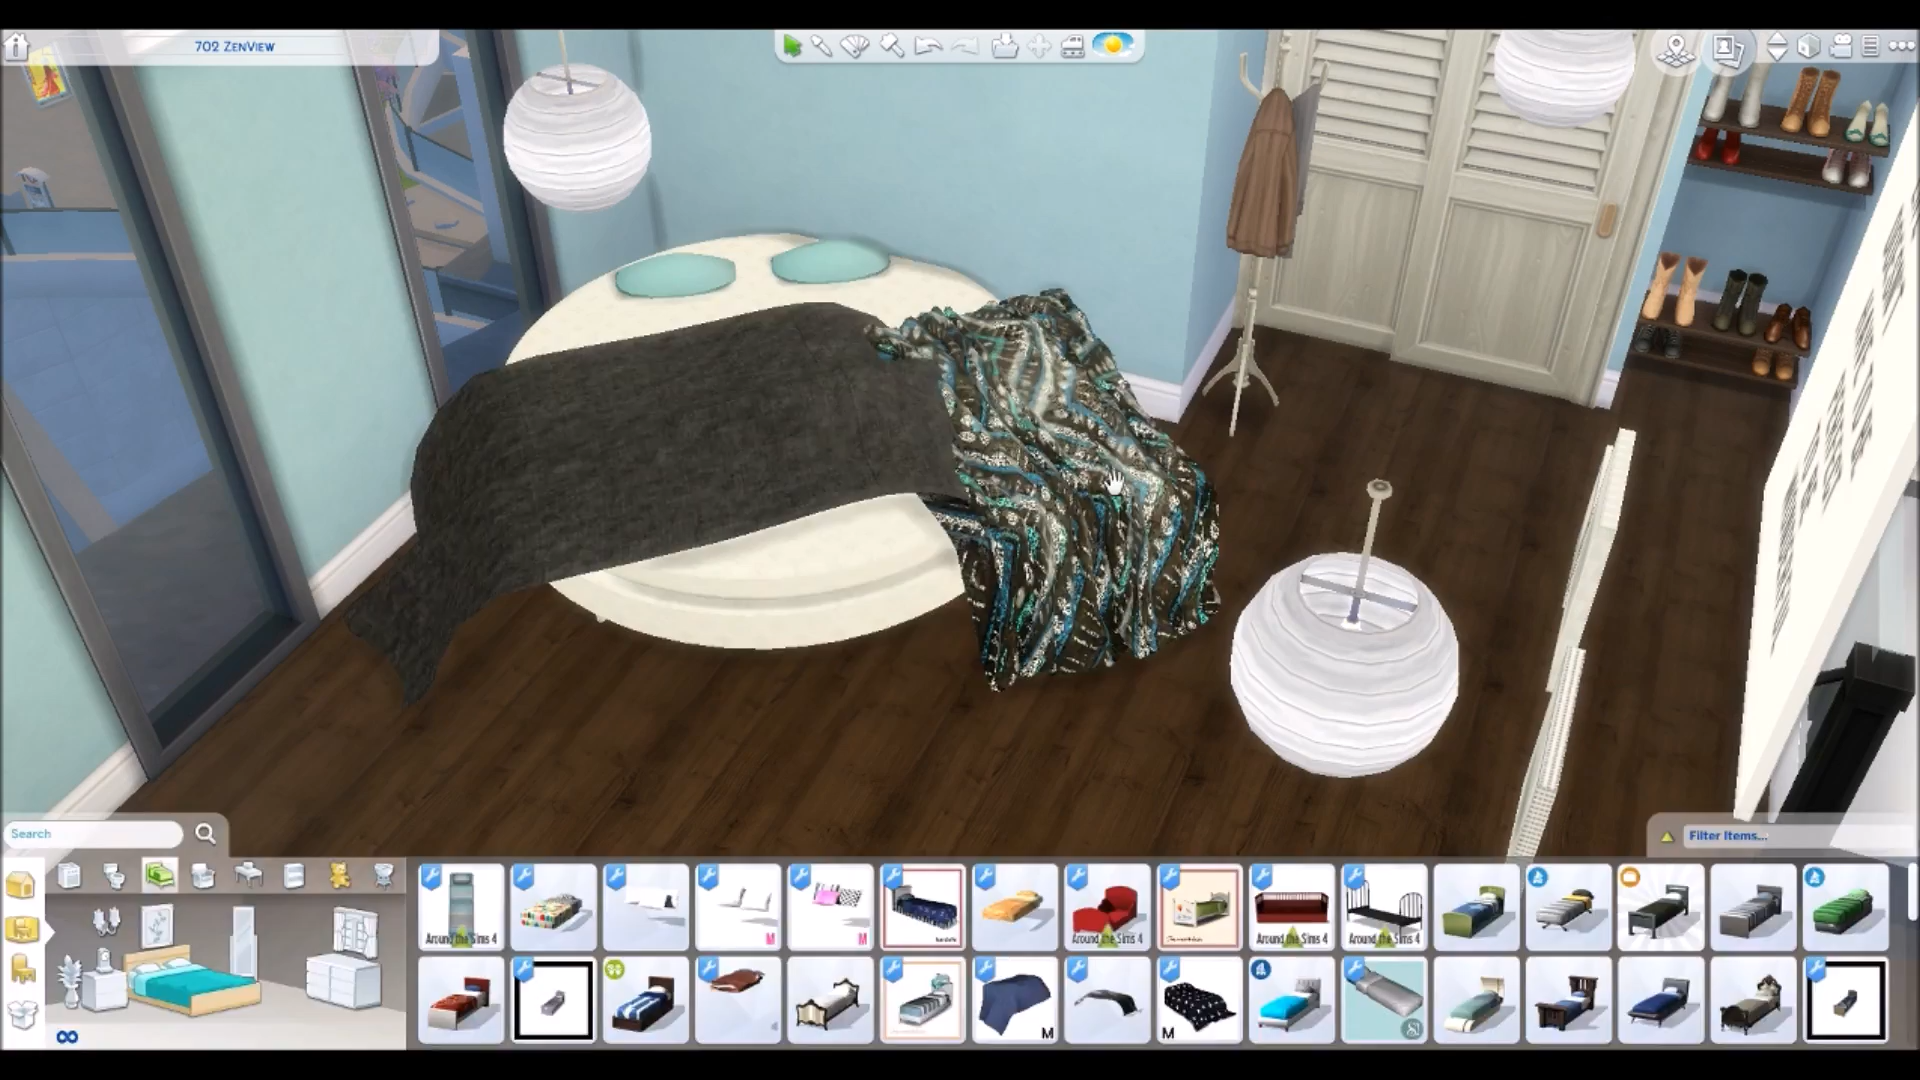 702 ZenView
Search
Filter Items...
Around the Sims 4
Around the Sims 4
Around the Sims 4
Around the Sims 4
M
M
M
M